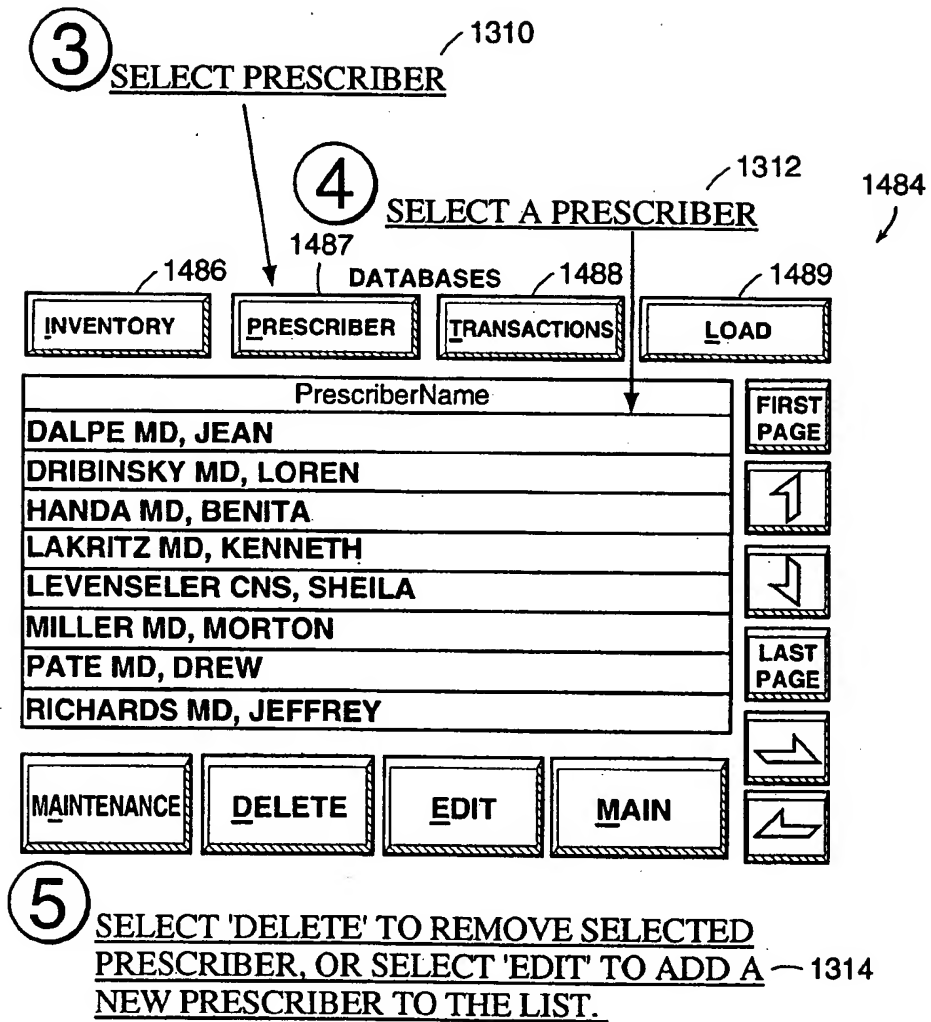 3 SELECT PRESCRIBER 1310
4 SELECT A PRESCRIBER 1312
1484
1486 1487 DATABASES 1488 1489
INVENTORY PRESCRIBER TRANSACTIONS LOAD
PrescriberName
FIRST PAGE
DALPE MD, JEAN
DRIBINSKY MD, LOREN
HANDA MD, BENITA
LAKRITZ MD, KENNETH
LEVENSELER CNS, SHEILA
MILLER MD, MORTON
PATE MD, DREW
LAST PAGE
RICHARDS MD, JEFFREY
MAINTENANCE DELETE EDIT MAIN
5 SELECT 'DELETE' TO REMOVE SELECTED
PRESCRIBER, OR SELECT 'EDIT' TO ADD A 1314
NEW PRESCRIBER TO THE LIST.